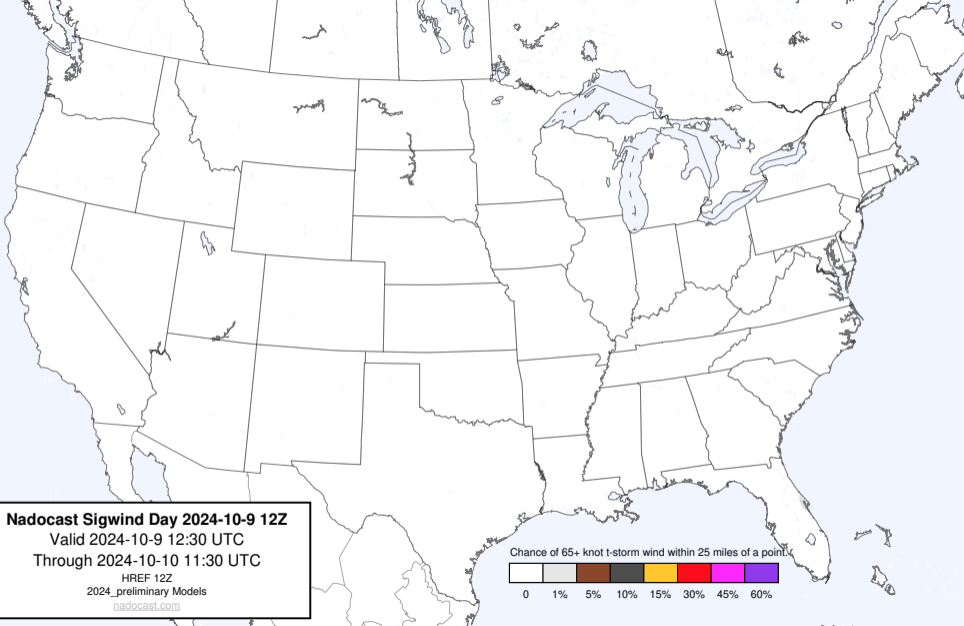 Nadocast Sigwind Day 2024-10-9 12Z
Valid 2024-10-9 12:30 UTC
Through 2024-10-10 11:30 UTC
HREF 12Z
2024_preliminary Models
nadocast.com
Chance of 65+ knot t-storm wind within 25 miles of a point.
0 1% 5% 10% 15% 30% 45% 60%